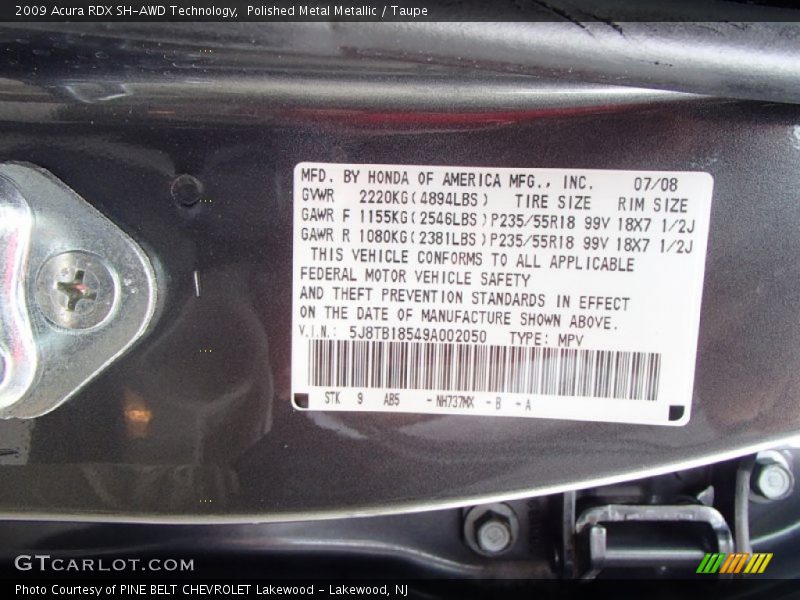 2009 Acura RDX SH-AWD Technology,  Polished Metal Metallic / Taupe
MFD. BY HONDA OF AMERICA MFG., INC. 07/08
GVWR 2220KG(4894LBS) TIRE SIZE RIM SIZE
GAWR F 1155KG(2546LBS)P235/55R18 99V 18X7 1/2J
GAWR R 1080KG(2381LBS)P235/55R18 99V 18X7 1/2J
THIS VEHICLE CONFORMS TO ALL APPLICABLE
FEDERAL MOTOR VEHICLE SAFETY
AND THEFT PREVENTION STANDARDS IN EFFECT
ON THE DATE OF MANUFACTURE SHOWN ABOVE.
V.I.N.: 5J8TB18549A002050 TYPE: MPV
STK 9 AB5 -NH737MX -B -A
GTCARLOT.COM
Photo Courtesy of PINE BELT CHEVROLET Lakewood - Lakewood, NJ